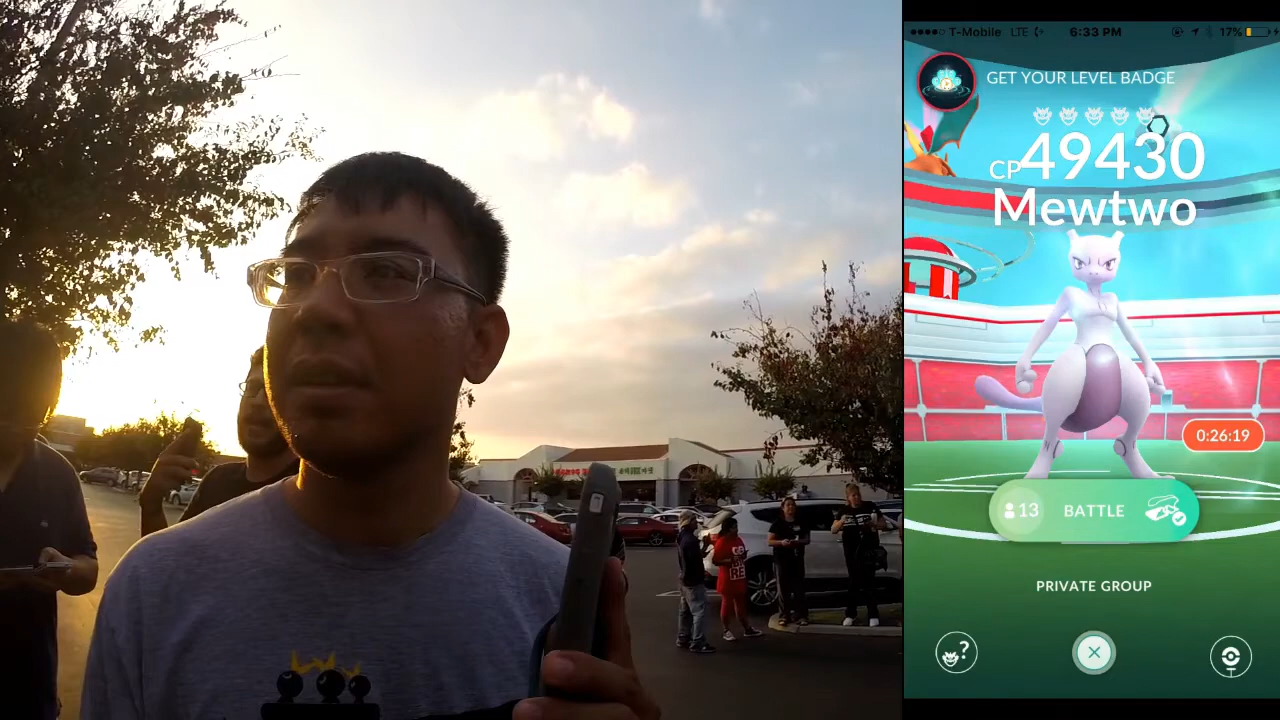 T-Mobile LTE 6:33 PM 17%
GET YOUR LEVEL BADGE
CP49430
Mewtwo
0:26:19
13 BATTLE
PRIVATE GROUP
?